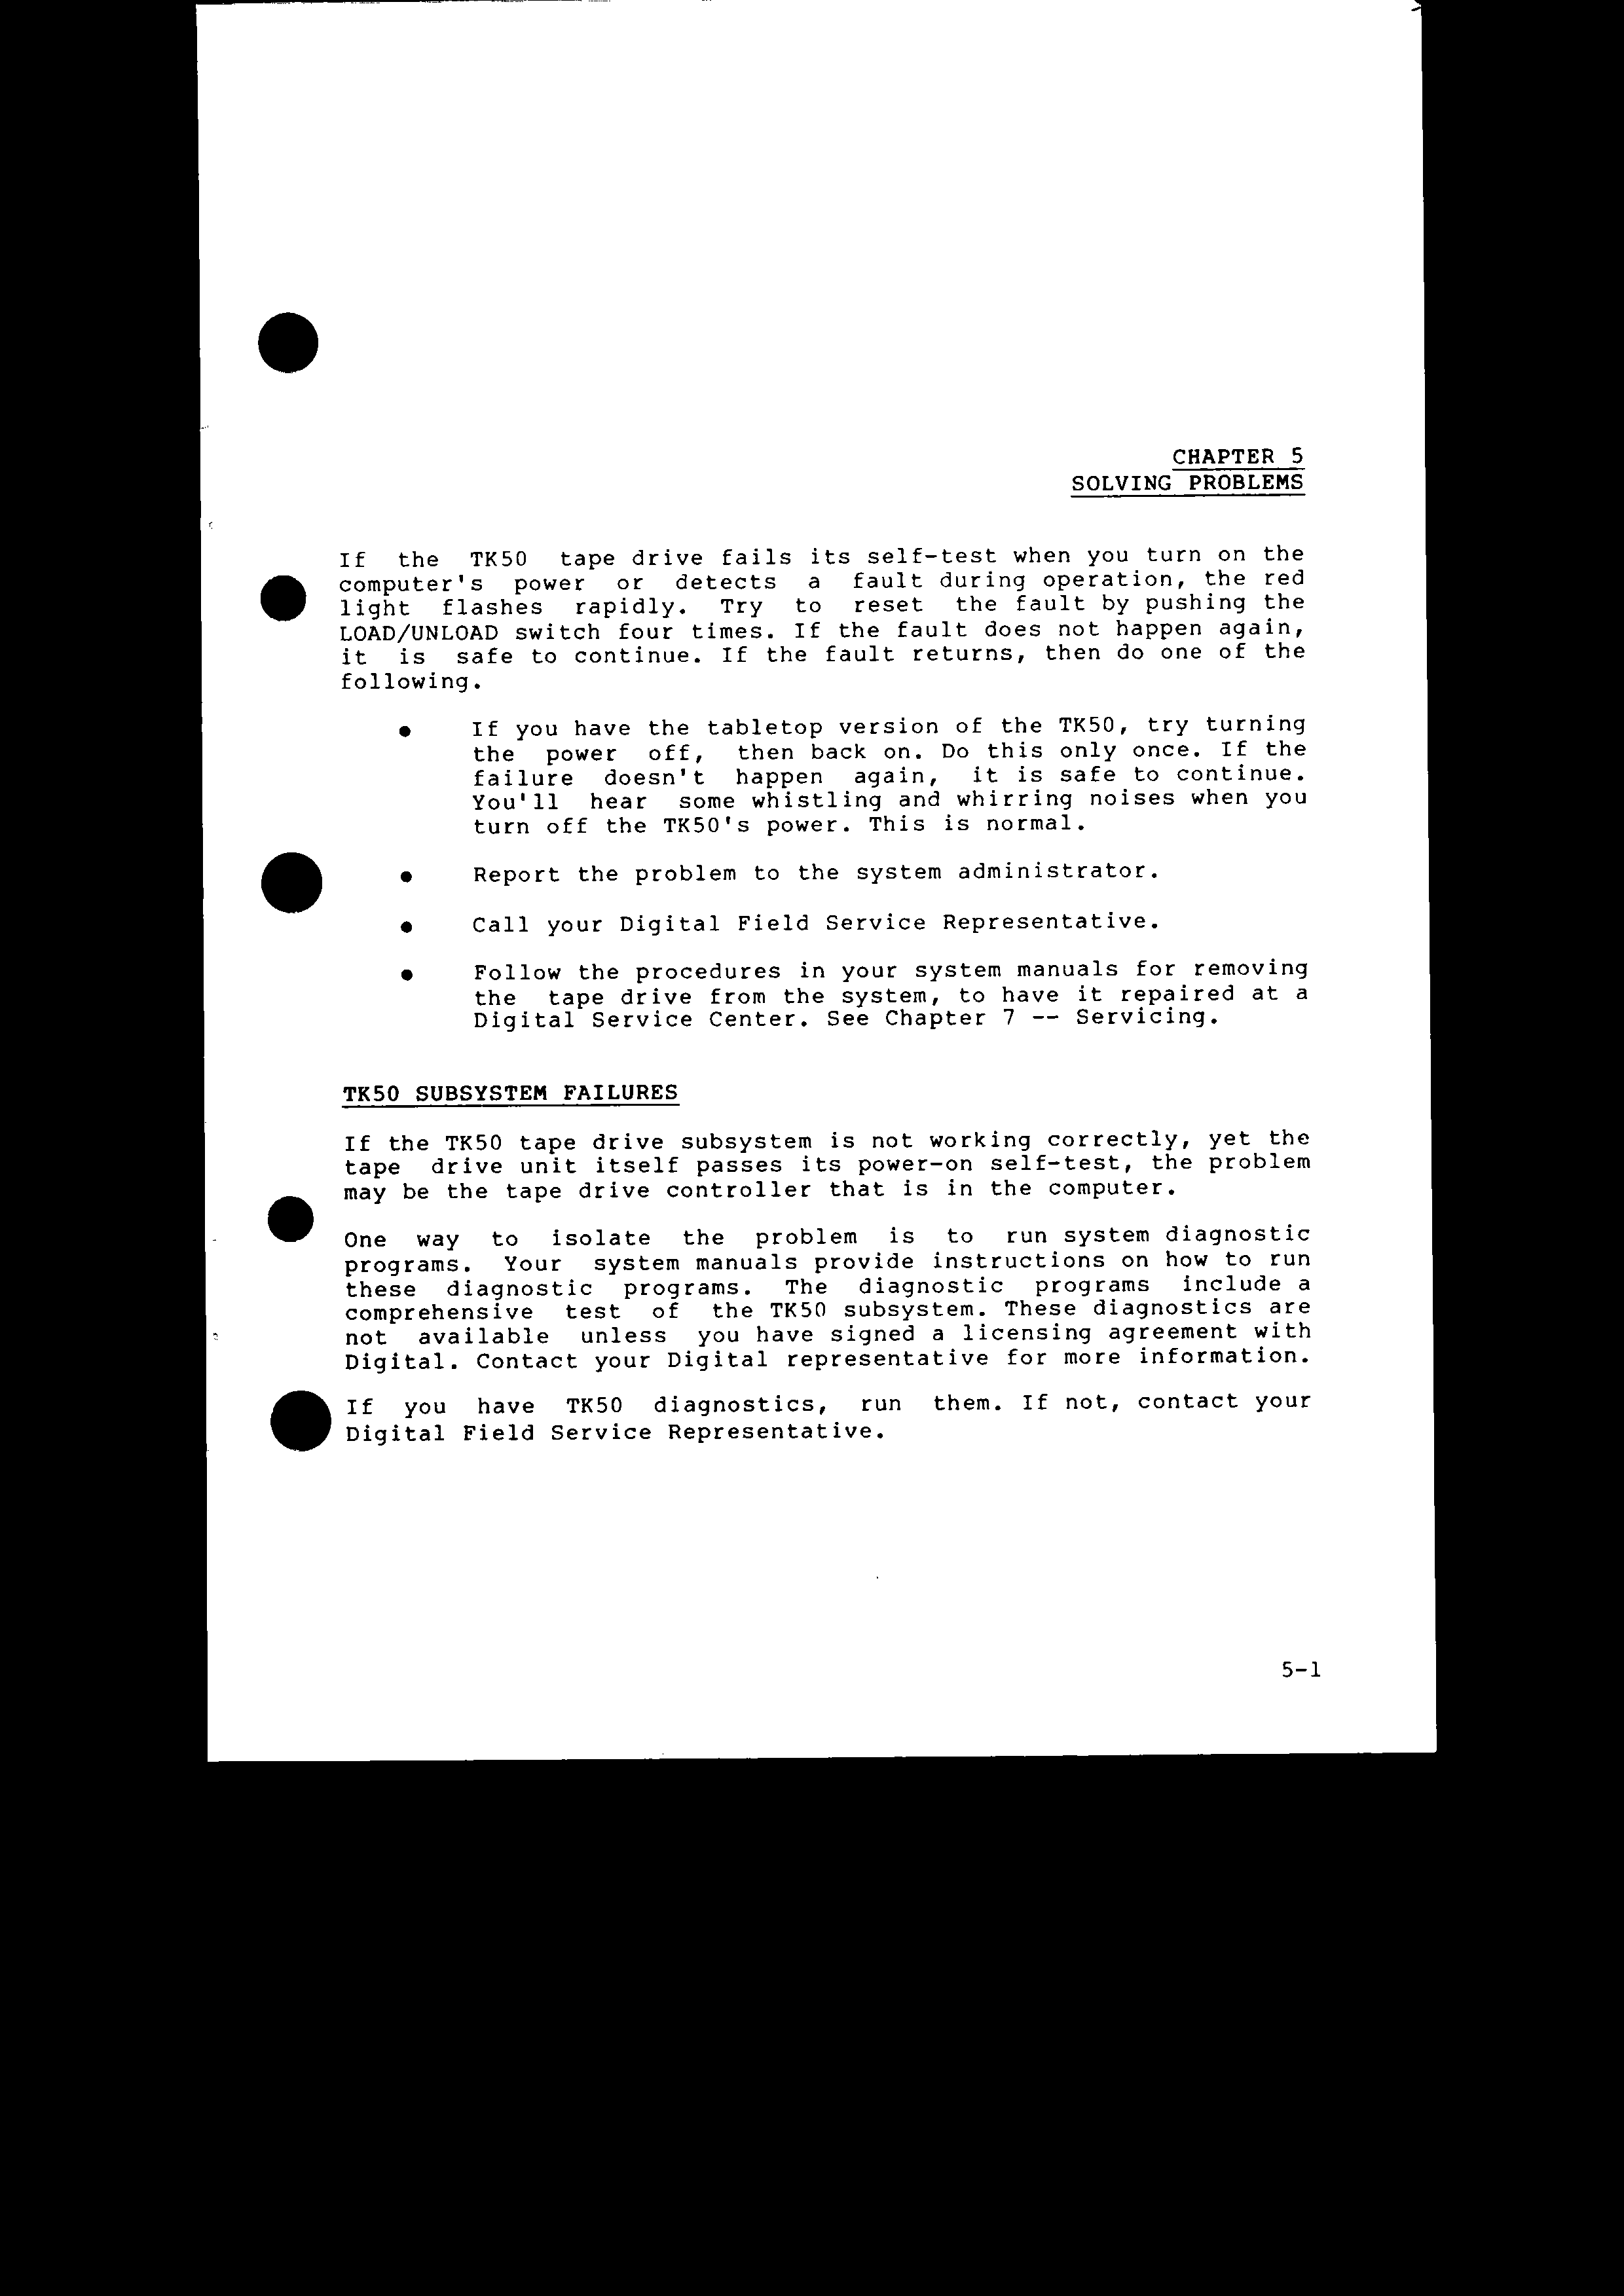 CHAPTER 5
SOLVING PROBLEMS
If the TK50 tape drive fails its self-test when you turn on the
computer's power or detects a fault during operation, the red
light flashes rapidly. Try to reset the fault by pushing the
LOAD/UNLOAD switch four times. If the fault does not happen again,
it is safe to continue. If the fault returns, then do one of the
following.
● If you have the tabletop version of the TK50, try turning
the power off, then back on. Do this only once. If the
failure doesn't happen again, it is safe to continue.
You'll hear some whistling and whirring noises when you
turn off the TK50's power. This is normal.
● Report the problem to the system administrator.
● Call your Digital Field Service Representative.
● Follow the procedures in your system manuals for removing
the tape drive from the system, to have it repaired at a
Digital Service Center. See Chapter 7 -- Servicing.
TK50 SUBSYSTEM FAILURES
If the TK50 tape drive subsystem is not working correctly, yet the
tape drive unit itself passes its power-on self-test, the problem
may be the tape drive controller that is in the computer.
One way to isolate the problem is to run system diagnostic
programs. Your system manuals provide instructions on how to run
these diagnostic programs. The diagnostic programs include a
comprehensive test of the TK50 subsystem. These diagnostics are
not available unless you have signed a licensing agreement with
Digital. Contact your Digital representative for more information.
If you have TK50 diagnostics, run them. If not, contact your
Digital Field Service Representative.
5-1